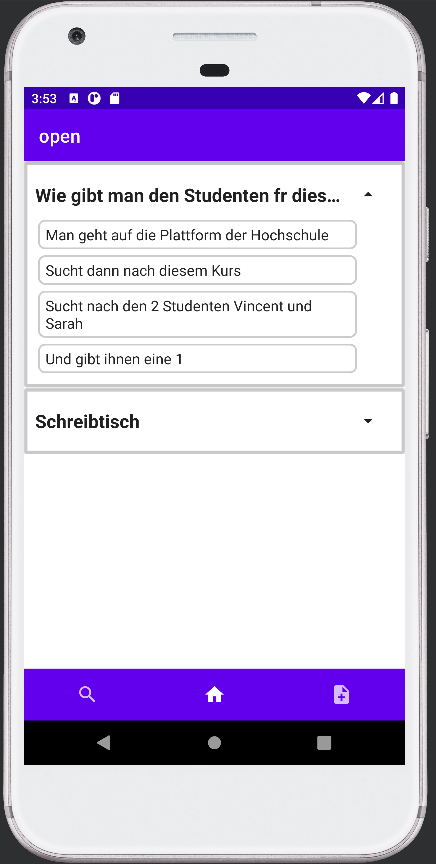 3:53
open
Wie gibt man den Studenten fr dies...
Man geht auf die Plattform der Hochschule
Sucht dann nach diesem Kurs
Sucht nach den 2 Studenten Vincent und
Sarah
Und gibt ihnen eine 1
Schreibtisch